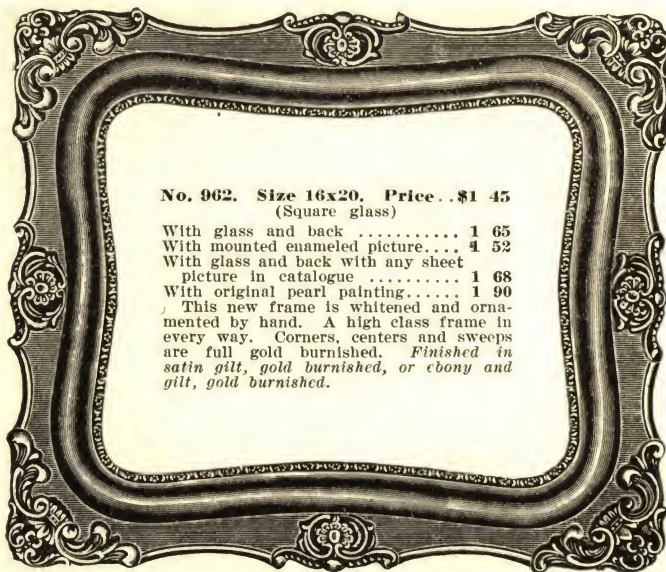 No. 962. Size 16x20. Price..$1 45
(Square glass)
With glass and back ........... 1 65
With mounted enameled picture.... 1 52
With glass and back with any sheet
picture in catalogue .......... 1 68
With original pearl painting...... 1 90
This new frame is whitened and orna-
mented by hand. A high class frame in
every way. Corners, centers and sweeps
are full gold burnished. Finished in
satin gilt, gold burnished, or ebony and
gilt, gold burnished.